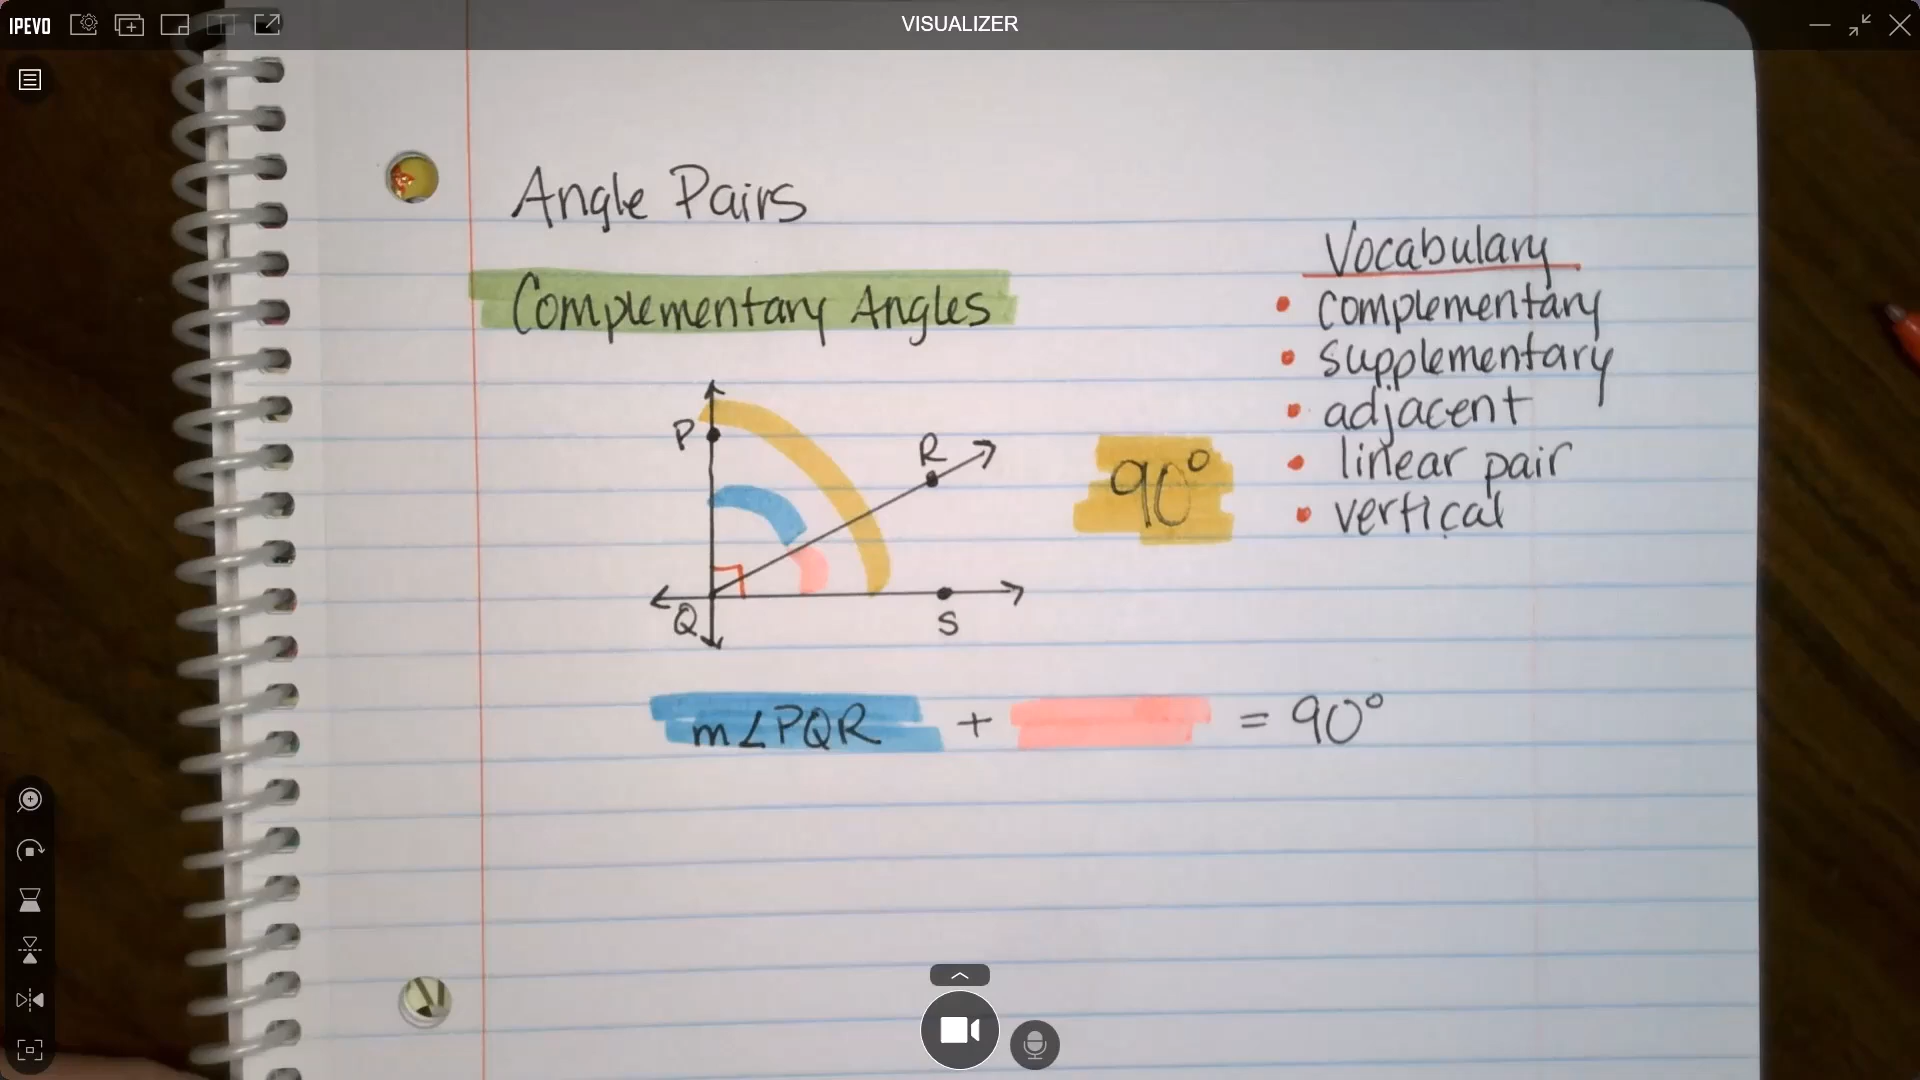 IPEVO
VISUALIZER
Angle Pairs
Complementary Angles
P
R
Q
S
90°
m∠PQR + = 90°
Vocabulary
• complementary
• supplementary
• adjacent
• linear pair
• vertical